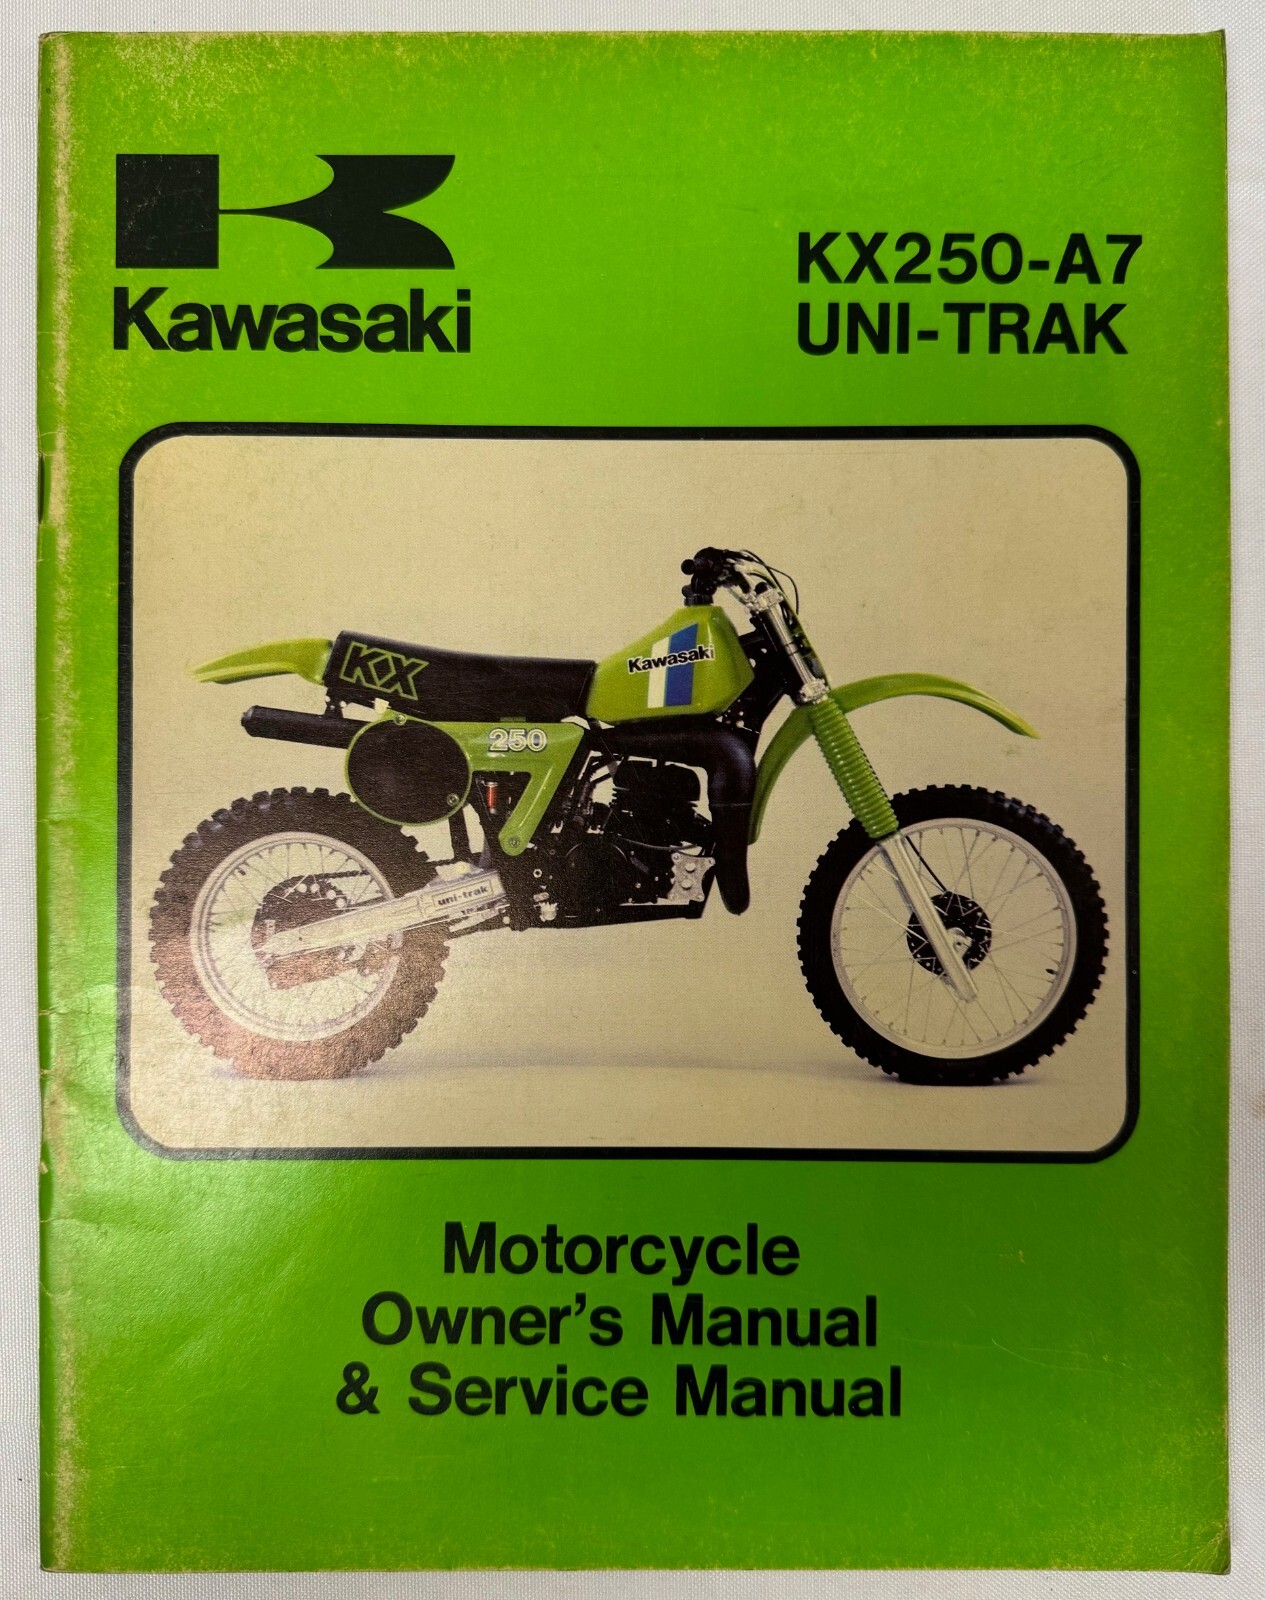 Kawasaki
KX250-A7
UNI-TRAK
KX
Kawasaki
250
uni-trak
Motorcycle
Owner's Manual
& Service Manual